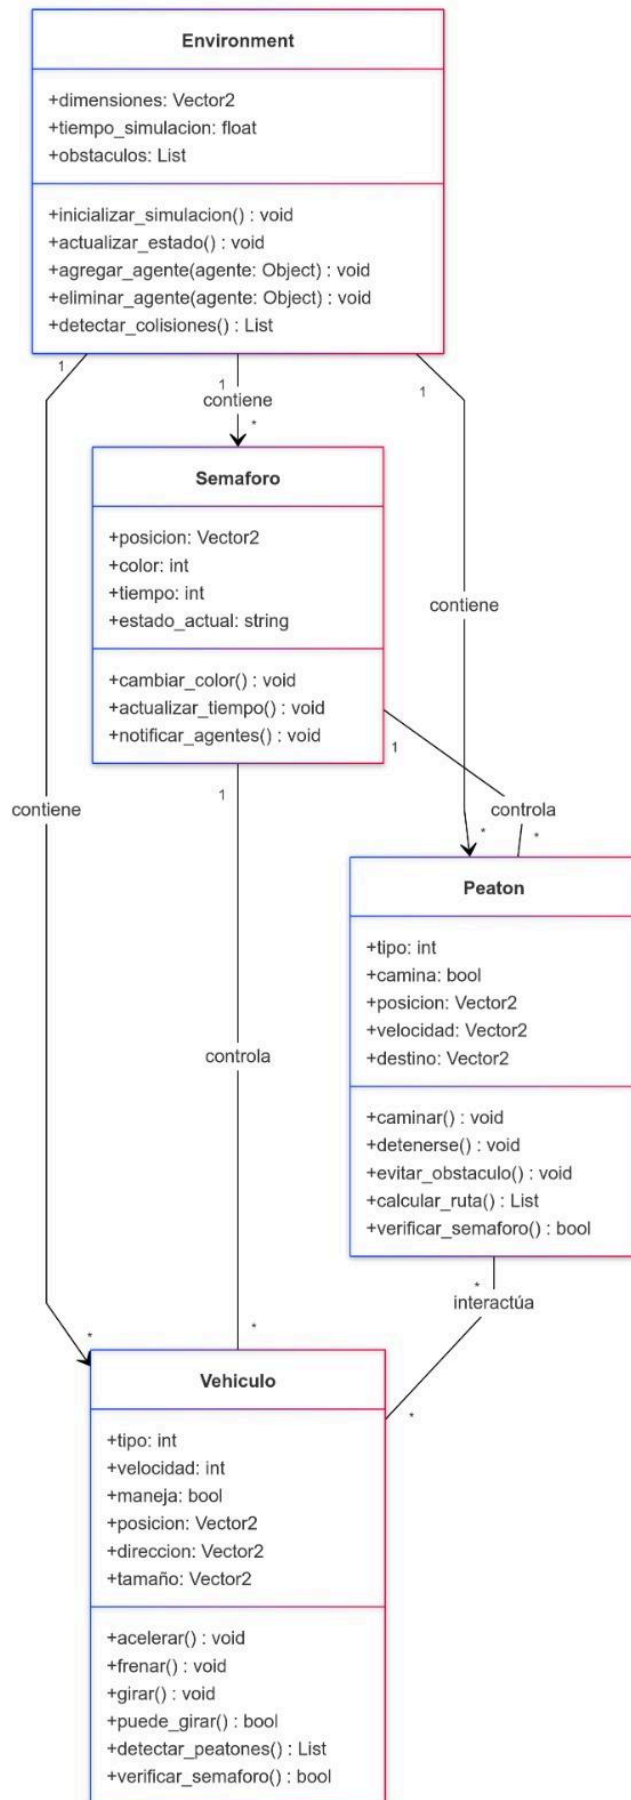 Environment
+dimensiones: Vector2
+tiempo_simulacion: float
+obstaculos: List
+inicializar_simulacion() : void
+actualizar_estado() : void
+agregar_agente(agente: Object) : void
+eliminar_agente(agente: Object) : void
+detectar_colisiones() : List
1
1
1
contiene
*
Semaforo
+posicion: Vector2
+color: int
+tiempo: int
+estado_actual: string
+cambiar_color() : void
+actualizar_tiempo() : void
+notificar_agentes() : void
contiene
1
1
contiene
controla
*
*
Peaton
+tipo: int
+camina: bool
+posicion: Vector2
+velocidad: Vector2
+destino: Vector2
+caminar() : void
+detenerse() : void
+evitar_obstaculo() : void
+calcular_ruta() : List
+verificar_semaforo() : bool
controla
*
interactúa
*
*
*
Vehiculo
+tipo: int
+velocidad: int
+maneja: bool
+posicion: Vector2
+direccion: Vector2
+tamaño: Vector2
+acelerar() : void
+frenar() : void
+girar() : void
+puede_girar() : bool
+detectar_peatones() : List
+verificar_semaforo() : bool